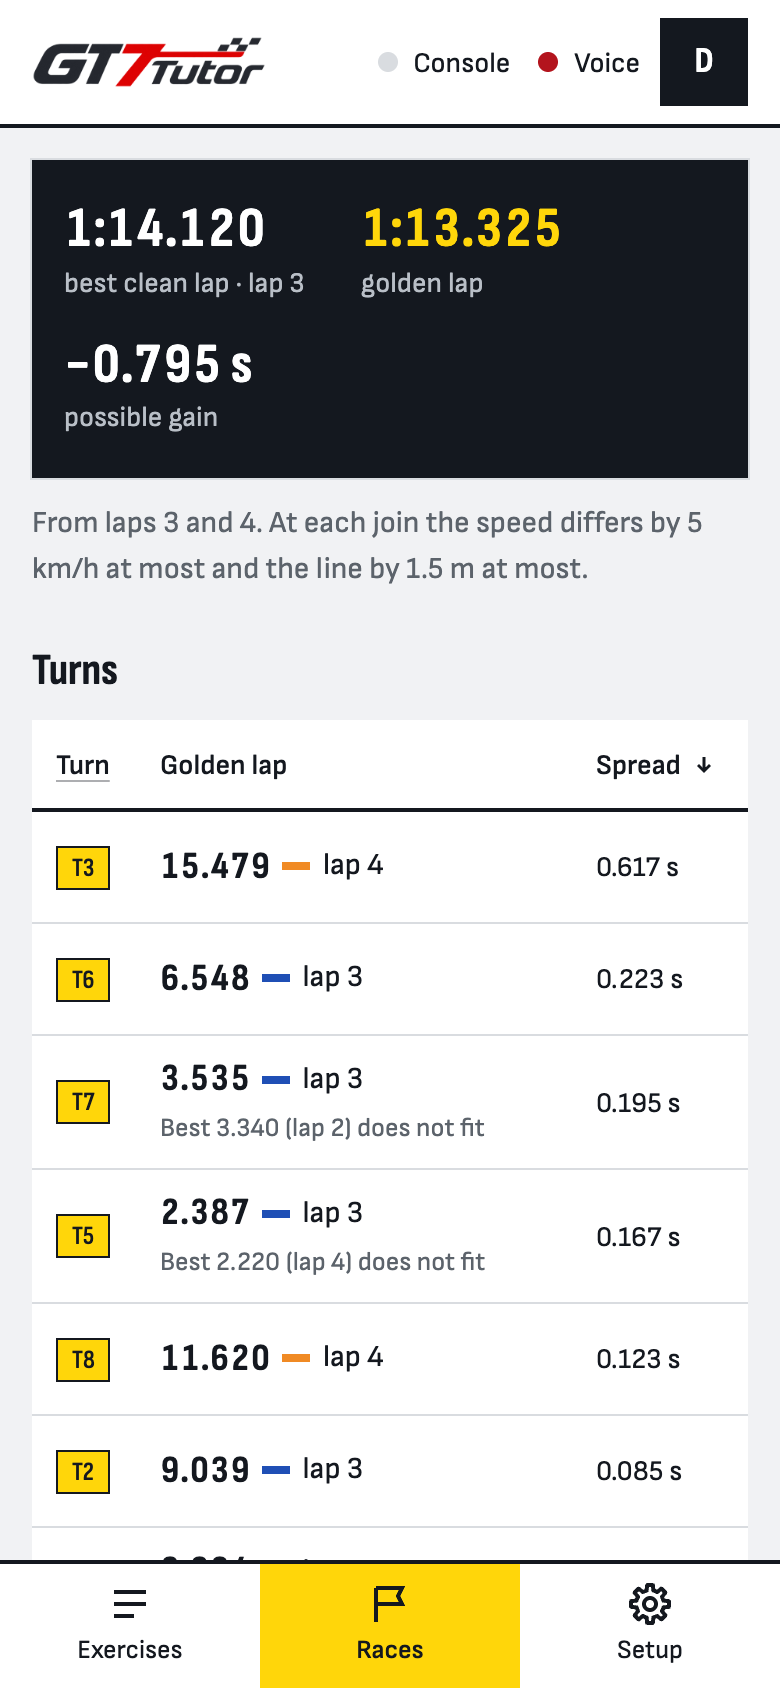 GT7 Tutor
Console
Voice
D
1:14.120
1:13.325
best clean lap · lap 3
golden lap
−0.795 s
possible gain
From laps 3 and 4. At each join the speed differs by 5
km/h at most and the line by 1.5 m at most.
Turns
Turn Golden lap Spread ↓
T3 15.479 lap 4 0.617 s
T6 6.548 lap 3 0.223 s
T7 3.535 lap 3 0.195 s
Best 3.340 (lap 2) does not fit
T5 2.387 lap 3 0.167 s
Best 2.220 (lap 4) does not fit
T8 11.620 lap 4 0.123 s
T2 9.039 lap 3 0.085 s
Exercises
Races
Setup